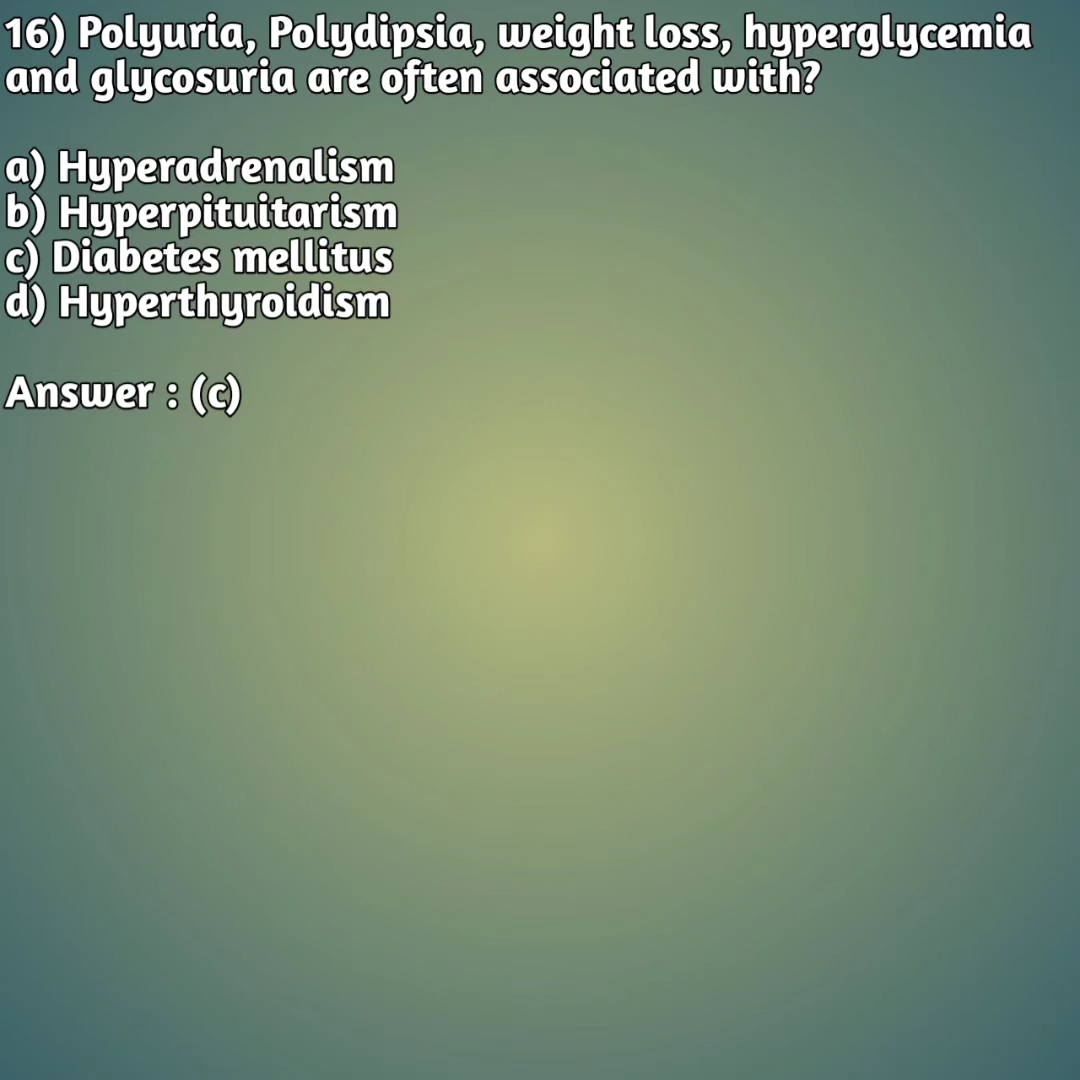 16) Polyuria, Polydipsia, weight loss, hyperglycemia
and glycosuria are often associated with?
a) Hyperadrenalism
b) Hyperpituitarism
c) Diabetes mellitus
d) Hyperthyroidism
Answer : (c)